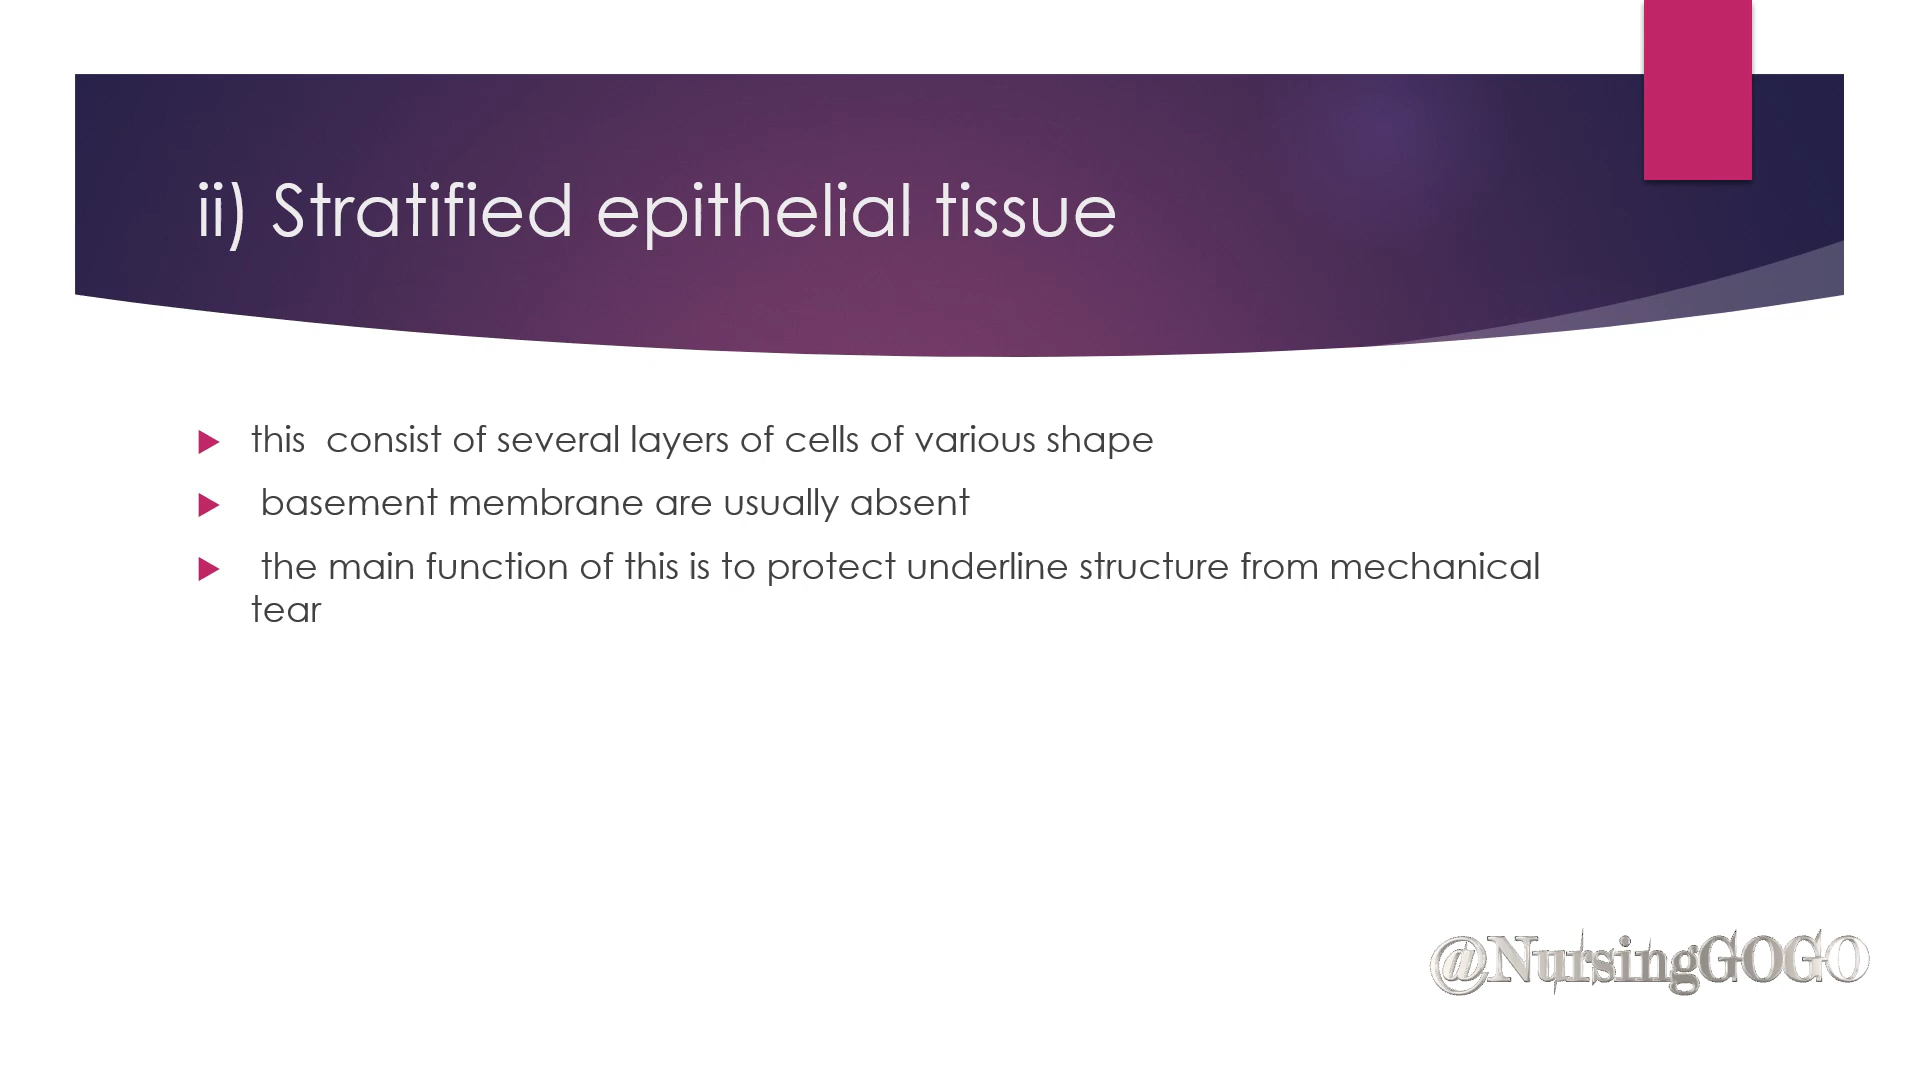 ii) Stratified epithelial tissue
this  consist of several layers of cells of various shape
basement membrane are usually absent
the main function of this is to protect underline structure from mechanical
tear
@NursingGOGO